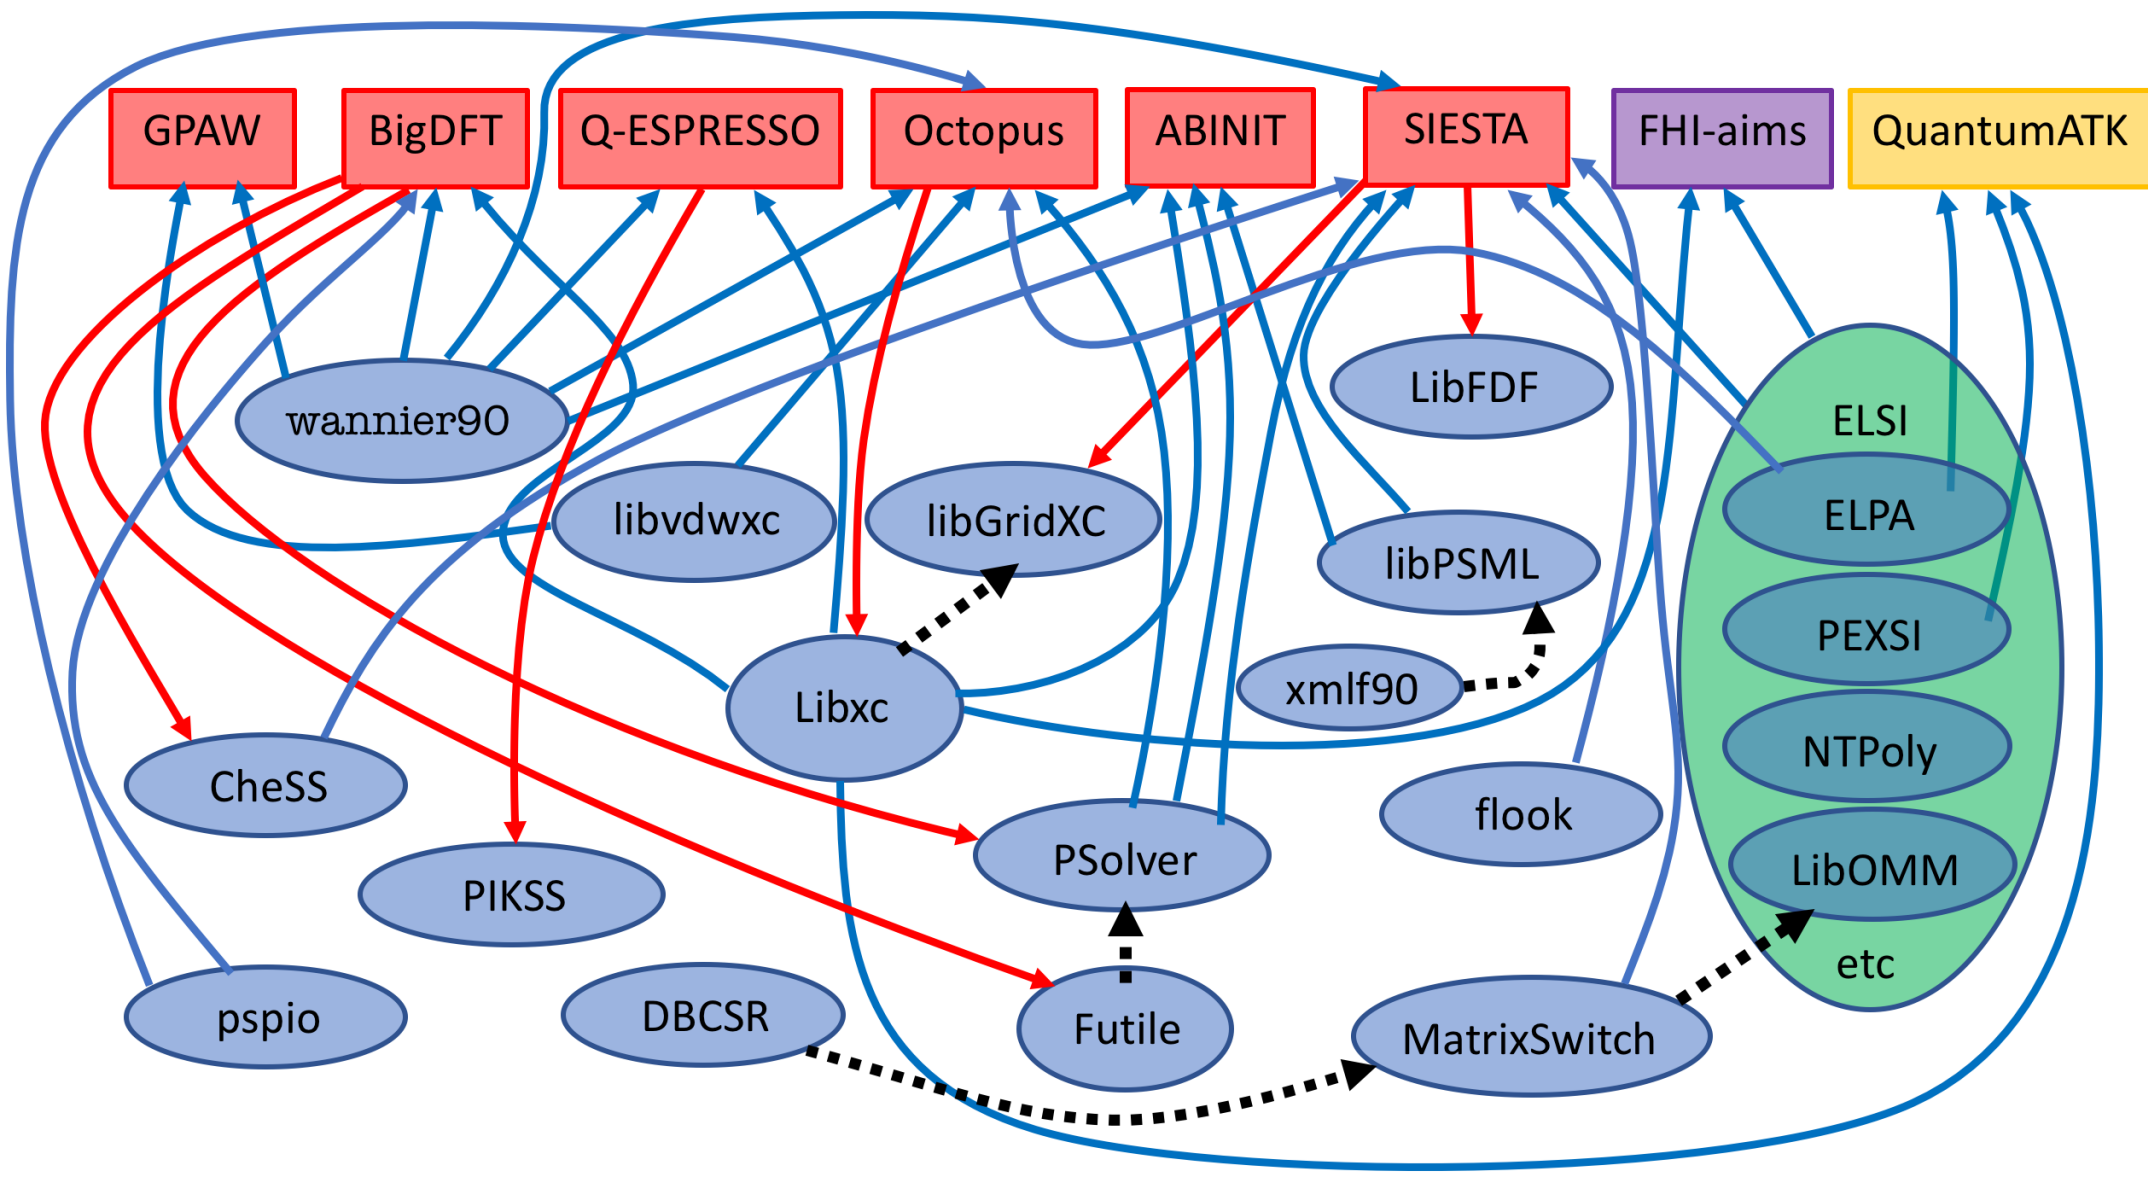 GPAW
BigDFT
Q-ESPRESSO
Octopus
ABINIT
SIESTA
FHI-aims
QuantumATK
wannier90
LibFDF
ELSI
libvdwxc
libGridXC
libPSML
ELPA
PEXSI
Libxc
xmlf90
NTPoly
CheSS
flook
PSolver
LibOMM
PIKSS
etc
pspio
DBCSR
Futile
MatrixSwitch